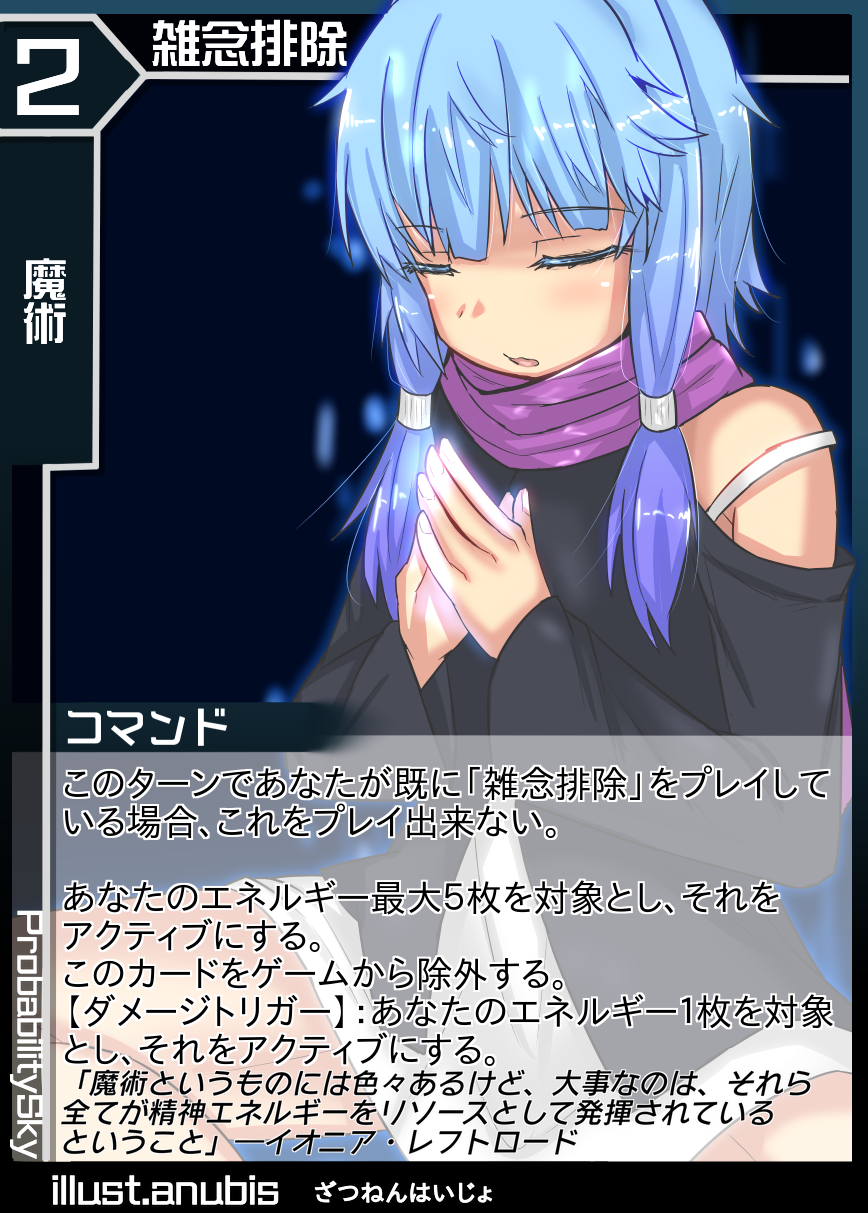 2
雑念排除
魔術
コマンド
このターンであなたが既に「雑念排除」をプレイして
いる場合、これをプレイ出来ない。
あなたのエネルギー最大5枚を対象とし、それを
アクティブにする。
このカードをゲームから除外する。
【ダメージトリガー】:あなたのエネルギー1枚を対象
とし、それをアクティブにする。
「魔術というものには色々あるけど、大事なのは、それら
全てが精神エネルギーをリソースとして発揮されている
ということ」―イオニア・レフトロード
ProbabilitySky
illust.anubis
ざつねんはいじょ